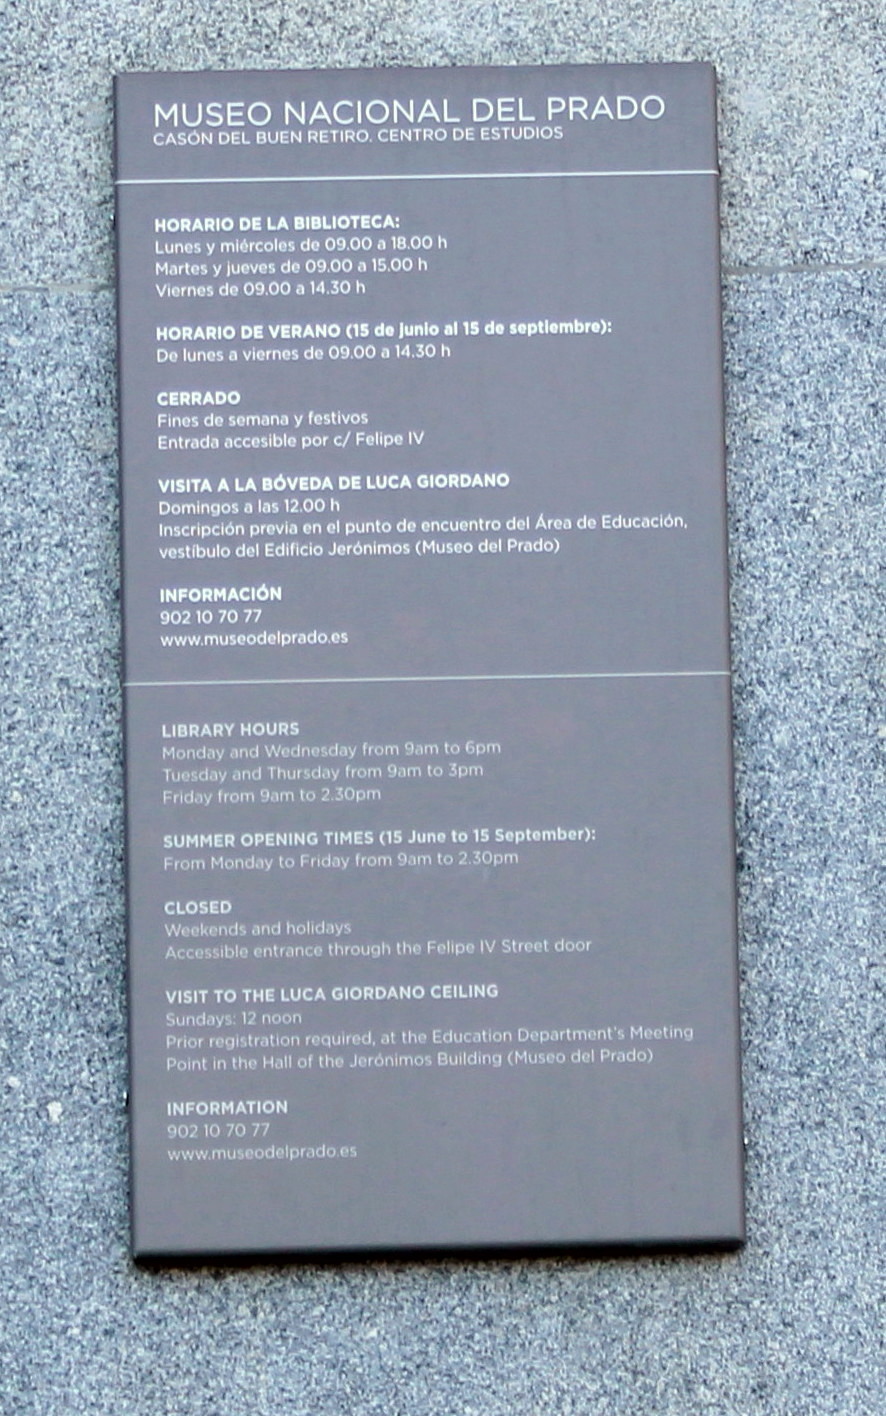 MUSEO NACIONAL DEL PRADO
CASÓN DEL BUEN RETIRO. CENTRO DE ESTUDIOS
HORARIO DE LA BIBLIOTECA:
Lunes y miércoles de 09.00 a 18.00 h
Martes y jueves de 09.00 a 15.00 h
Viernes de 09.00 a 14.30 h
HORARIO DE VERANO (15 de junio al 15 de septiembre):
De lunes a viernes de 09.00 a 14.30 h
CERRADO
Fines de semana y festivos
Entrada accesible por c/ Felipe IV
VISITA A LA BÓVEDA DE LUCA GIORDANO
Domingos a las 12.00 h
Inscripción previa en el punto de encuentro del Área de Educación,
vestíbulo del Edificio Jerónimos (Museo del Prado)
INFORMACIÓN
902 10 70 77
www.museodelprado.es
LIBRARY HOURS
Monday and Wednesday from 9am to 6pm
Tuesday and Thursday from 9am to 3pm
Friday from 9am to 2.30pm
SUMMER OPENING TIMES (15 June to 15 September):
From Monday to Friday from 9am to 2.30pm
CLOSED
Weekends and holidays
Accessible entrance through the Felipe IV Street door
VISIT TO THE LUCA GIORDANO CEILING
Sundays: 12 noon
Prior registration required, at the Education Department's Meeting
Point in the Hall of the Jerónimos Building (Museo del Prado)
INFORMATION
902 10 70 77
www.museodelprado.es